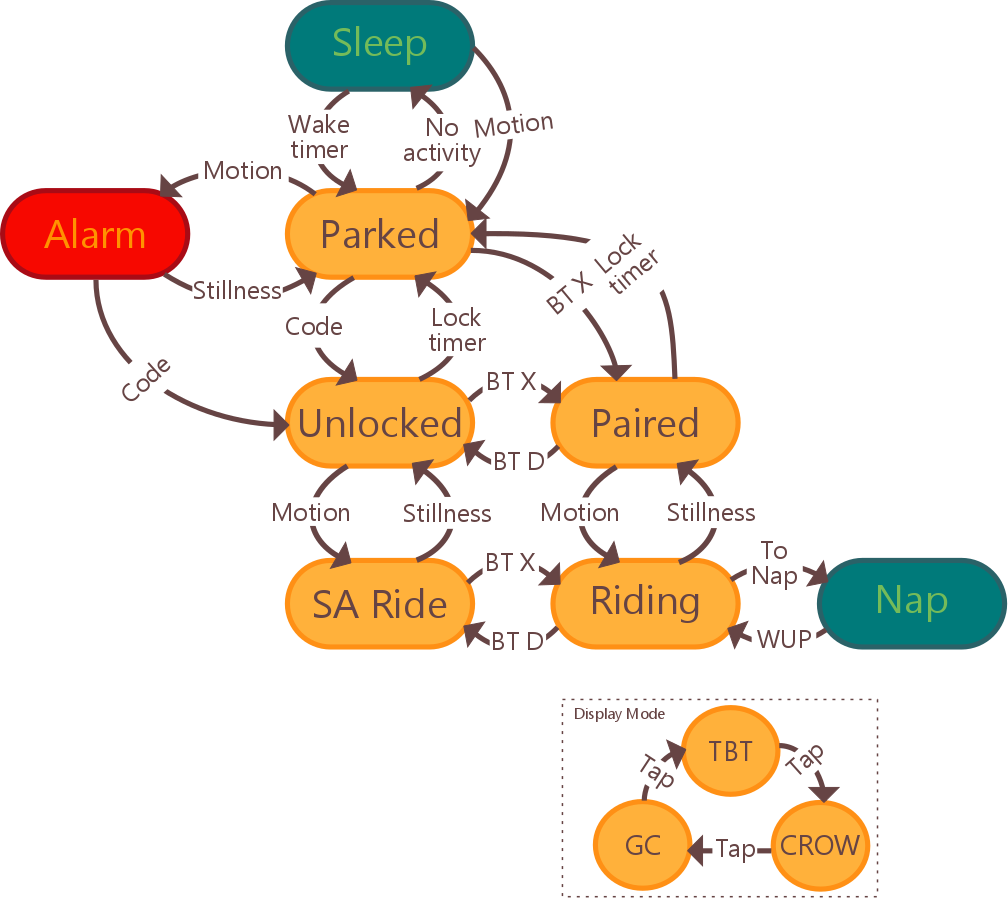 Sleep
Wake
timer
No
activity
Motion
Motion
Alarm
Parked
Stillness
Code
Lock
timer
BT X
Lock
timer
Code
Unlocked
BT X
Paired
BT D
Motion
Stillness
Motion
Stillness
SA Ride
BT X
Riding
To
Nap
Nap
BT D
WUP
Display Mode
TBT
Tap
Tap
GC
Tap
CROW